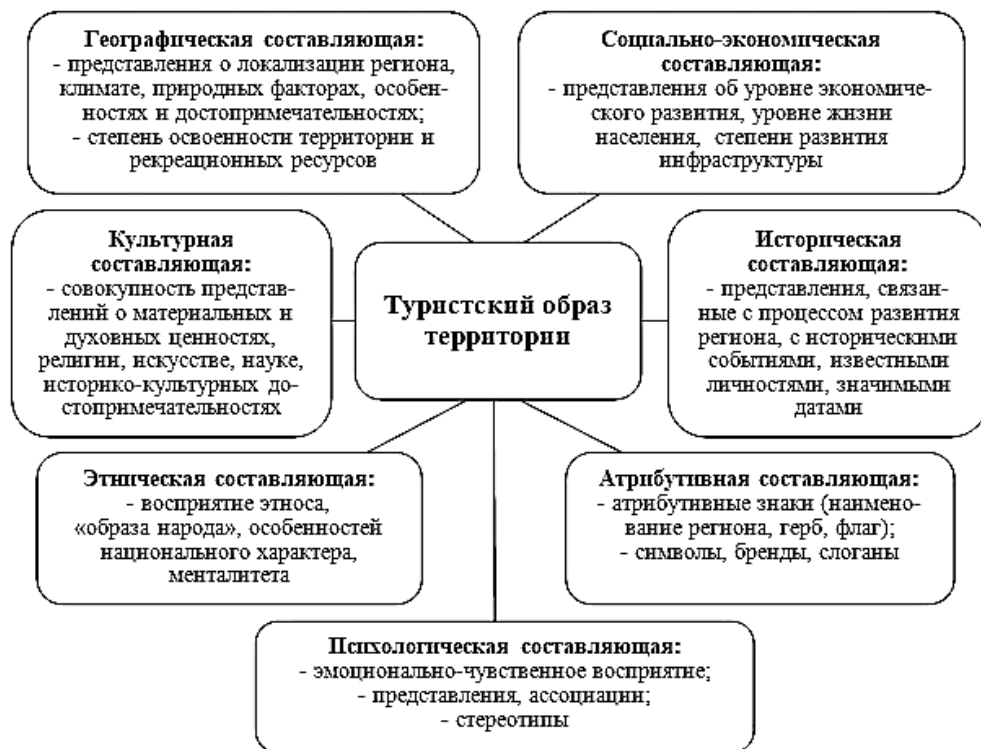 Географическая составляющая:
- представления о локализации региона,
климате, природных факторах, особен-
ностях и достопримечательностях;
- степень освоенности территории и
рекреационных ресурсов
Социально-экономическая
составляющая:
- представления об уровне экономиче-
ского развития, уровне жизни
населения, степени развития
инфраструктуры
Культурная
составляющая:
- совокупность представ-
лений о материальных и
духовных ценностях,
религии, искусстве, науке,
историко-культурных до-
стопримечательностях
Туристский образ
территории
Историческая
составляющая:
- представления, связан-
ные с процессом развития
региона, с историческими
событиями, известными
личностями, значимыми
датами
Этническая составляющая:
- восприятие этноса,
«образа народа», особенностей
национального характера,
менталитета
Атрибутивная составляющая:
- атрибутивные знаки (наимено-
вание региона, герб, флаг);
- символы, бренды, слоганы
Психологическая составляющая:
- эмоционально-чувственное восприятие;
- представления, ассоциации;
- стереотипы